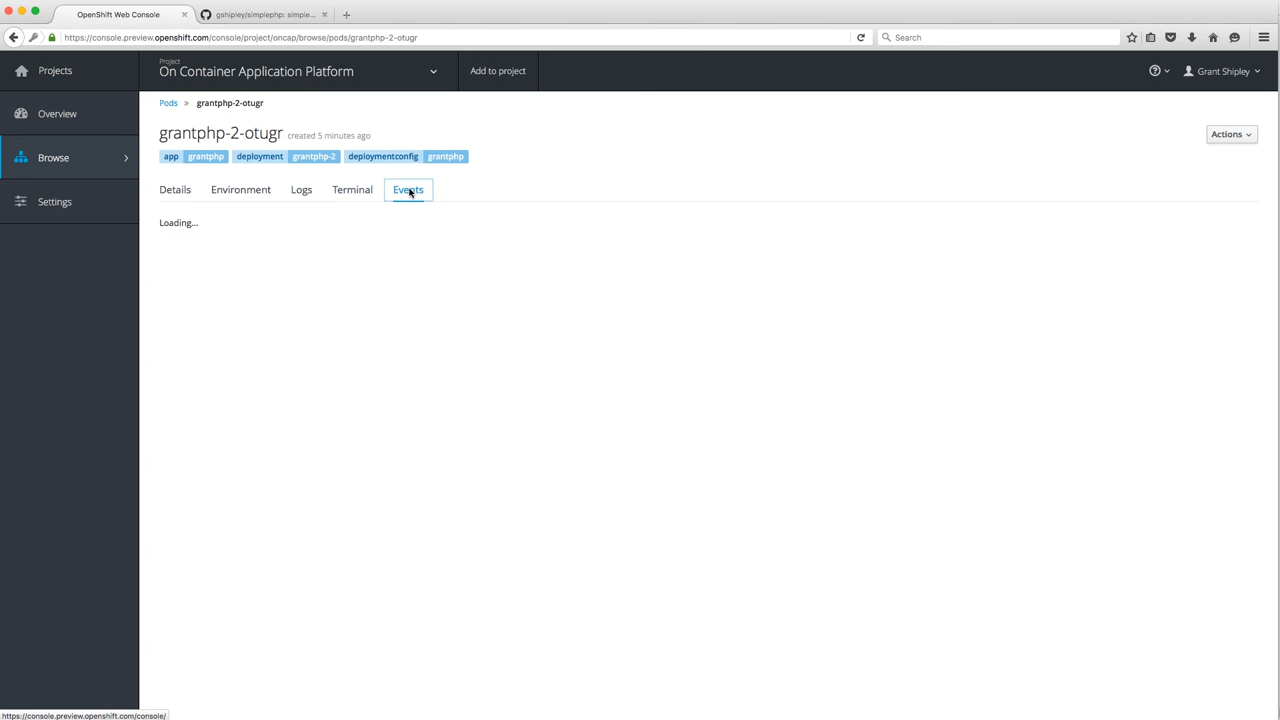 OpenShift Web Console
gshipley/simplephp: simple...
https://console.preview.openshift.com/console/project/oncap/browse/pods/grantphp-2-otugr
Search
Projects
Project
On Container Application Platform
Add to project
Grant Shipley
Overview
Browse
Settings
Pods » grantphp-2-otugr
grantphp-2-otugr created 5 minutes ago
Actions
app grantphp deployment grantphp-2 deploymentconfig grantphp
Details Environment Logs Terminal Events
Loading...
https://console.preview.openshift.com/console/